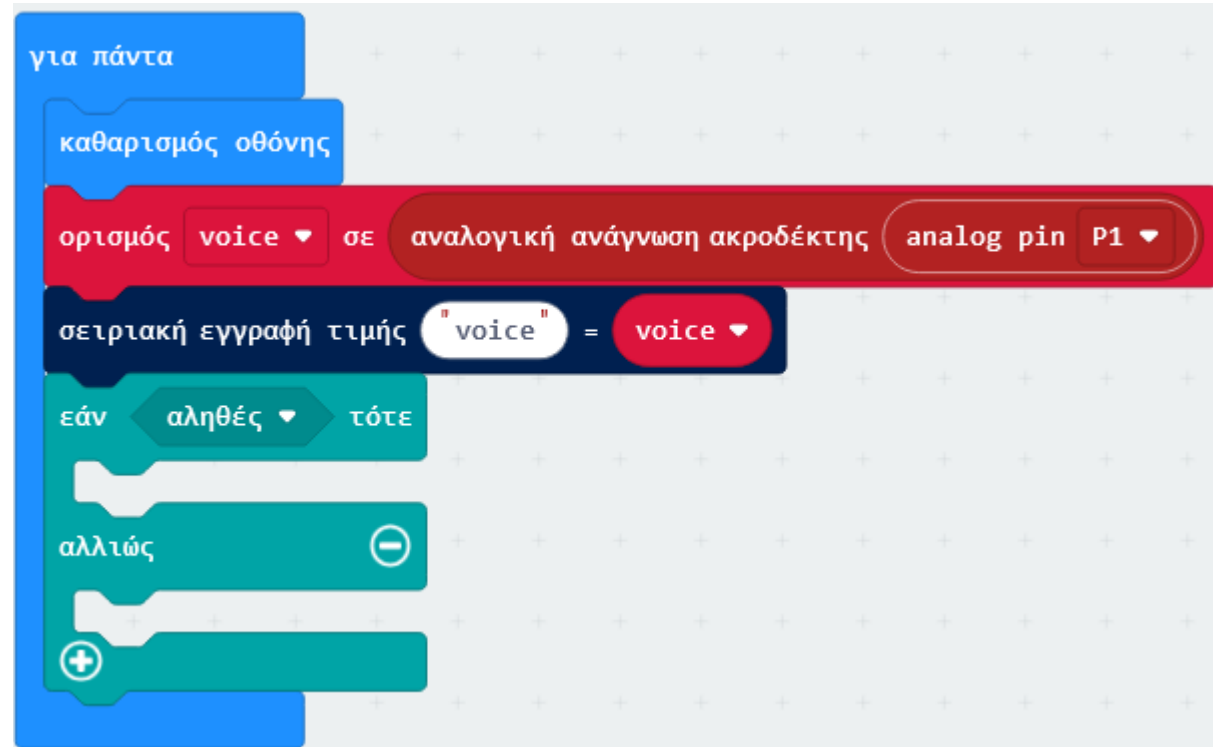 για πάντα
καθαρισμός οθόνης
ορισμός voice σε αναλογική ανάγνωση ακροδέκτης analog pin P1
σειριακή εγγραφή τιμής "voice" = voice
εάν αληθές τότε
αλλιώς